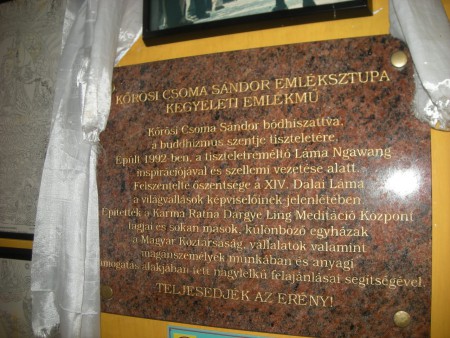 KŐRÖSI CSOMA SÁNDOR EMLÉKSZTUPA
KEGYELETI EMLÉKMŰ
Kőrösi Csoma Sándor bódhiszattva,
a buddhizmus szentje tiszteletére.
Épült 1992-ben, a tiszteletreméltó Láma Ngawang
inspirációjával és szellemi vezetése alatt.
Felszentelte őszentsége a XIV. Dalai Láma
a világvallások képviselőinek jelenlétében.
Építették a Karma Ratna Dargye Ling Meditáció Központ
tagjai és sokan mások, különböző egyházak
a Magyar Köztársaság, vállalatok valamint
magánszemélyek munkában és anyagi
támogatás alakjában tett nagylelkű felajánlásai segítségével.
TELJESEDJÉK AZ ERÉNY!